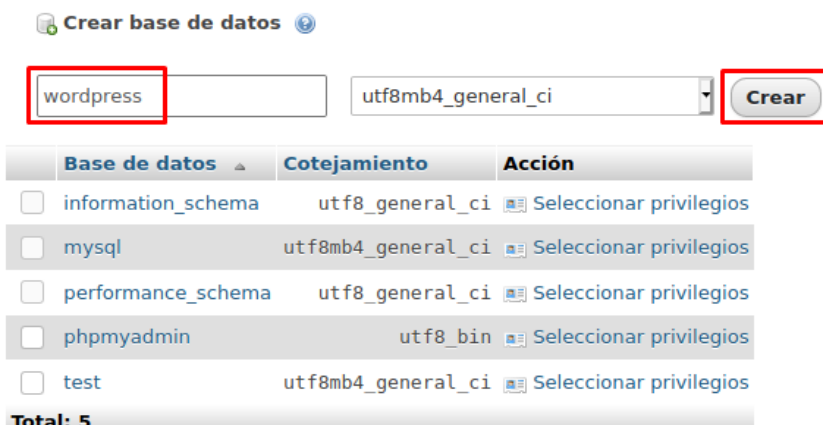 Crear base de datos
wordpress utf8mb4_general_ci Crear
Base de datos Cotejamiento Acción
information_schema utf8_general_ci Seleccionar privilegios
mysql utf8mb4_general_ci Seleccionar privilegios
performance_schema utf8_general_ci Seleccionar privilegios
phpmyadmin utf8_bin Seleccionar privilegios
test utf8mb4_general_ci Seleccionar privilegios
Total: 5